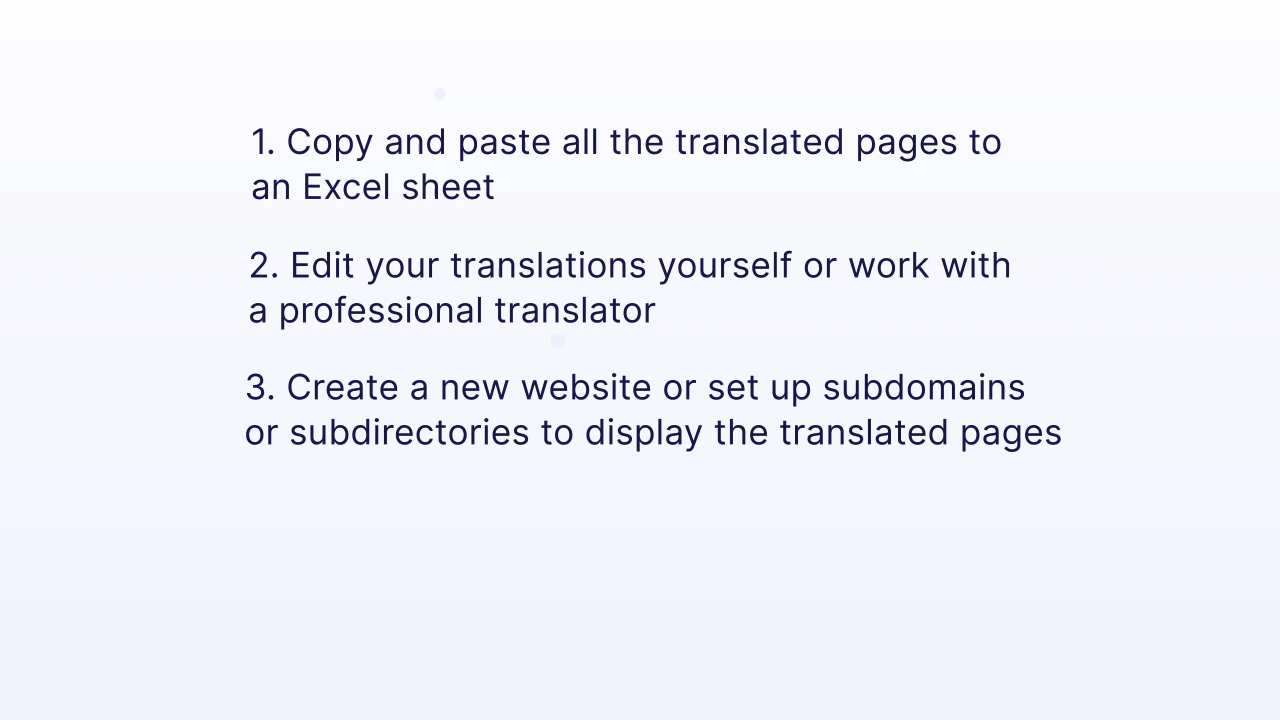 1. Copy and paste all the translated pages to
an Excel sheet
2. Edit your translations yourself or work with
a professional translator
3. Create a new website or set up subdomains
or subdirectories to display the translated pages